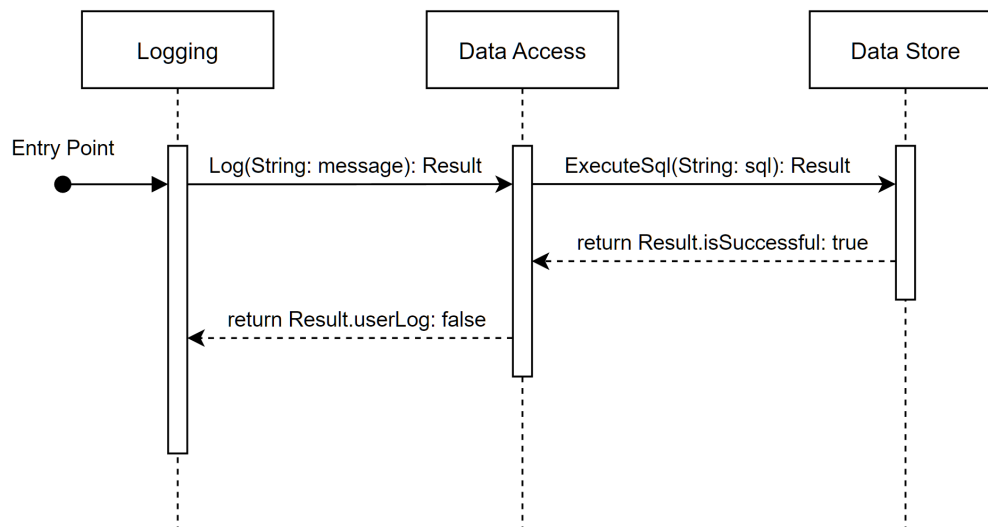 Logging
Data Access
Data Store
Entry Point
Log(String: message): Result
ExecuteSql(String: sql): Result
return Result.isSuccessful: true
return Result.userLog: false